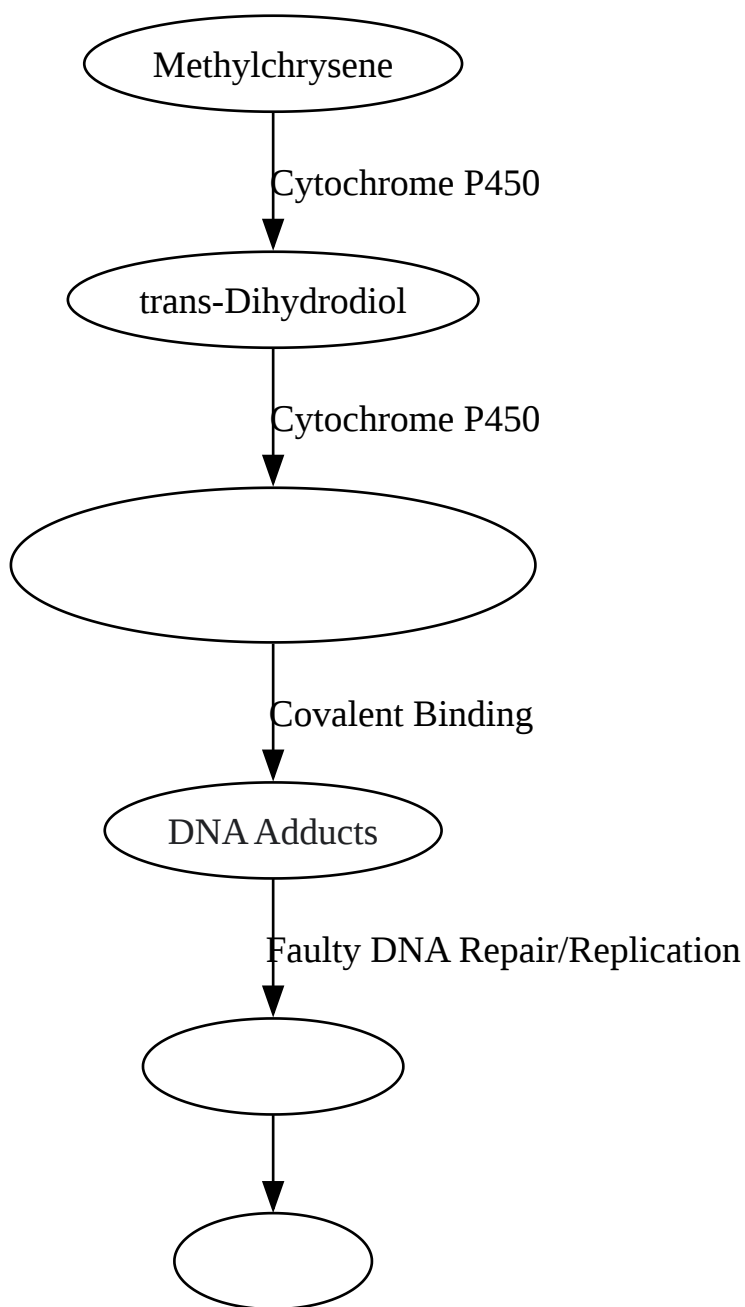 Methylchrysene
Cytochrome P450
trans-Dihydrodiol
Cytochrome P450
Covalent Binding
DNA Adducts
Faulty DNA Repair/Replication